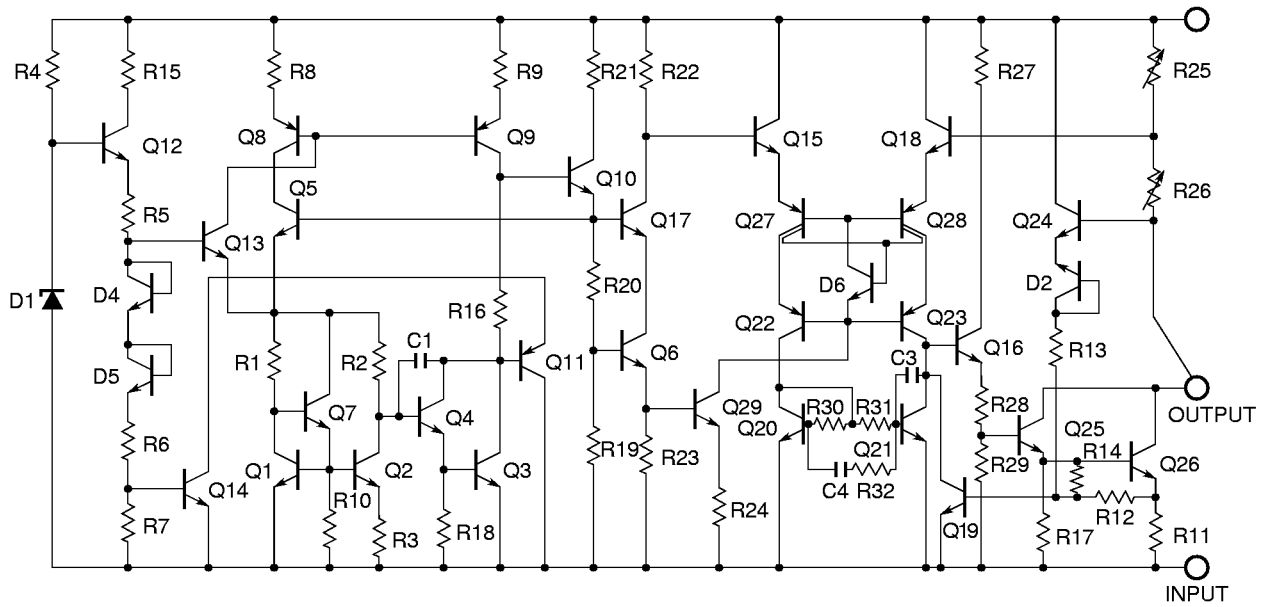 R4
R15
R8
R9
R21
R22
R27
R25
Q12
Q8
Q9
Q15
Q18
Q5
Q10
R26
R5
Q13
Q17
Q27
Q28
Q24
D4
D1
R20
D6
D2
R16
C1
Q22
Q23
R1
R2
Q11
Q6
C3
Q16
R13
D5
Q7
Q4
Q29
R30
R31
R28
OUTPUT
Q20
Q21
Q25
R14
R6
Q1
Q2
Q3
R19
R23
R29
Q26
Q14
R10
C4
R32
R12
R7
R3
R18
R24
Q19
R17
R11
INPUT